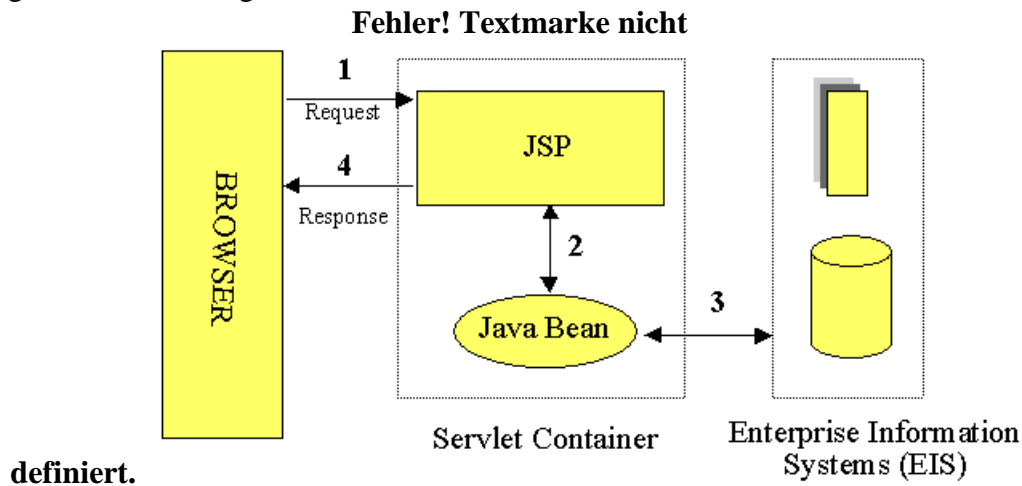 Fehler! Textmarke nicht
1
Request
JSP
4
BROWSER
Response
2
3
Java Bean
Servlet Container
Enterprise Information
Systems (EIS)
definiert.